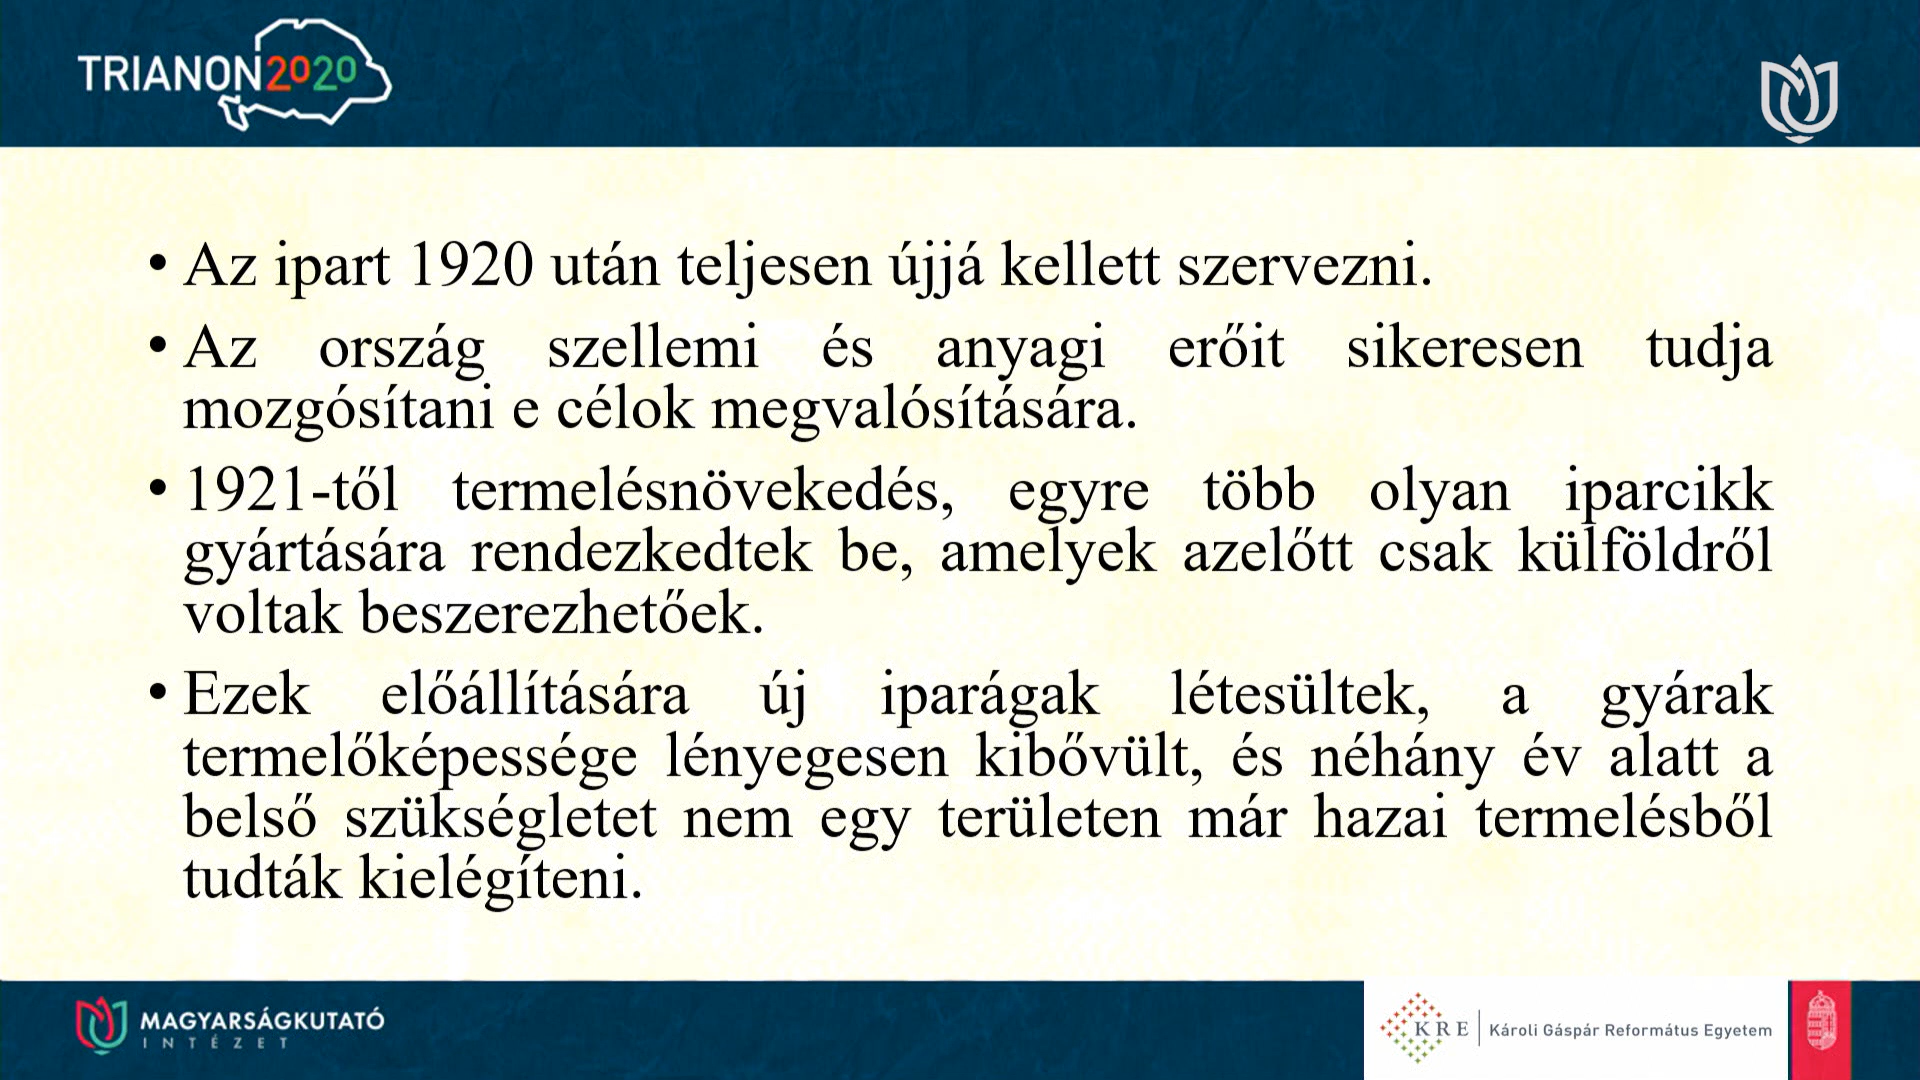 TRIANON2020
• Az ipart 1920 után teljesen újjá kellett szervezni.
• Az ország szellemi és anyagi erőit sikeresen tudja
mozgósítani e célok megvalósítására.
• 1921-től termelésnövekedés, egyre több olyan iparcikk
gyártására rendezkedtek be, amelyek azelőtt csak külföldről
voltak beszerezhetőek.
• Ezek előállítására új iparágak létesültek, a gyárak
termelőképessége lényegesen kibővült, és néhány év alatt a
belső szükségletet nem egy területen már hazai termelésből
tudták kielégíteni.
MAGYARSÁGKUTATÓ
INTÉZET
KRE
Károli Gáspár Református Egyetem